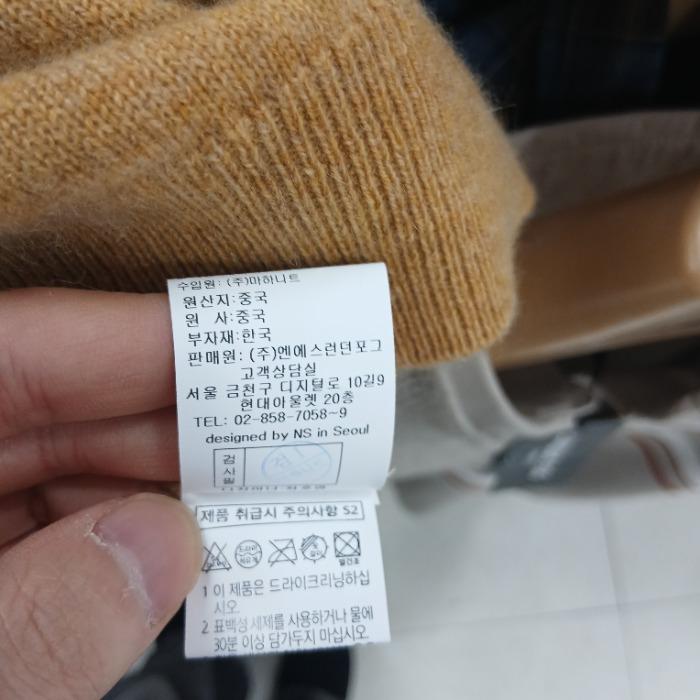 수입원: (주)마하니트
원산지:중국
원 사:중국
부자재:한국
판매원: (주)엔에스런던포그
고객상담실
서울 금천구 디지털로 10길9
현대아울렛 20층
TEL: 02-858-7058~9
designed by NS in Seoul
검사필
제품 취급시 주의사항 S2
드라이
1 이 제품은 드라이크리닝하십
시오.
2 표백성세제를 사용하거나 물에
30분 이상 담가두지 마십시오.